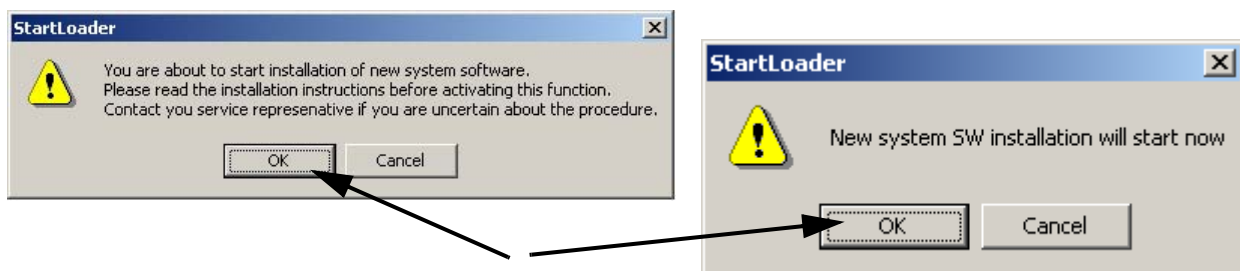 StartLoader
You are about to start installation of new system software.
Please read the installation instructions before activating this function.
Contact you service represenative if you are uncertain about the procedure.
OK Cancel
StartLoader
New system SW installation will start now
OK Cancel